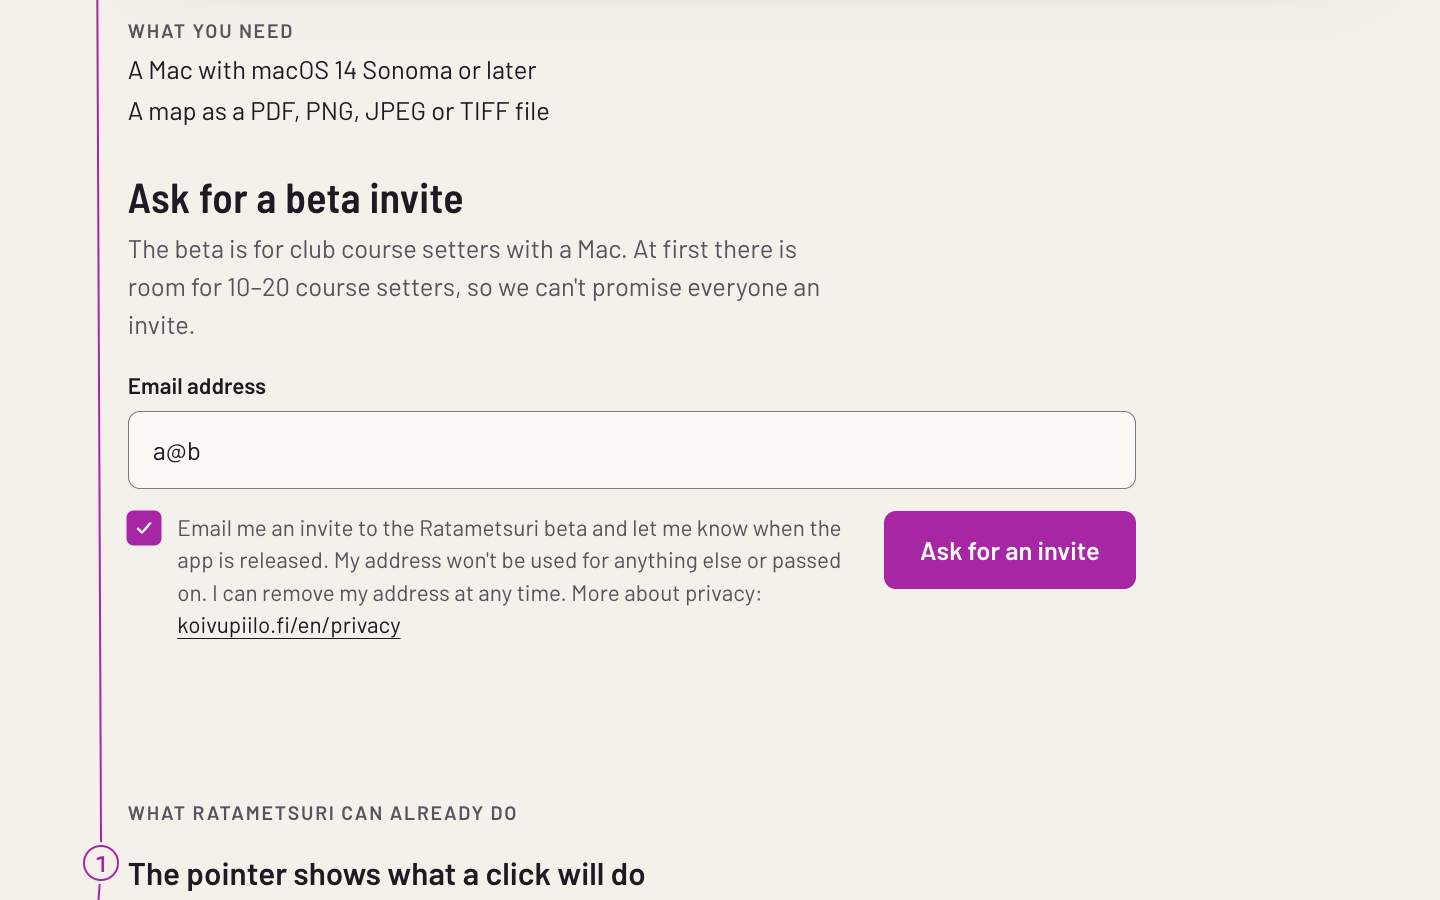 WHAT YOU NEED
A Mac with macOS 14 Sonoma or later
A map as a PDF, PNG, JPEG or TIFF file
Ask for a beta invite
The beta is for club course setters with a Mac. At first there is
room for 10–20 course setters, so we can't promise everyone an
invite.
Email address
a@b
Email me an invite to the Ratametsuri beta and let me know when the
app is released. My address won't be used for anything else or passed
on. I can remove my address at any time. More about privacy:
koivupiilo.fi/en/privacy
Ask for an invite
WHAT RATAMETSURI CAN ALREADY DO
1
The pointer shows what a click will do